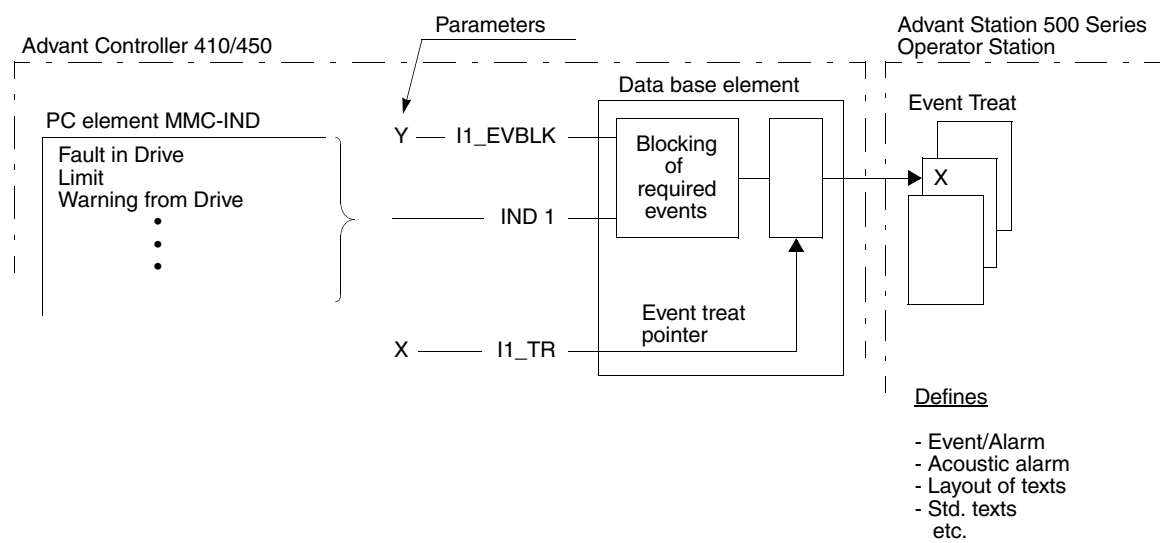 Parameters
Advant Station 500 Series
Operator Station
Advant Controller 410/450
Data base element
Event Treat
PC element MMC-IND
Fault in Drive
Limit
Warning from Drive
•
•
•
Y
I1_EVBLK
IND 1
X
I1_TR
Blocking
of
required
events
Event treat
pointer
X
Defines
- Event/Alarm
- Acoustic alarm
- Layout of texts
- Std. texts
etc.